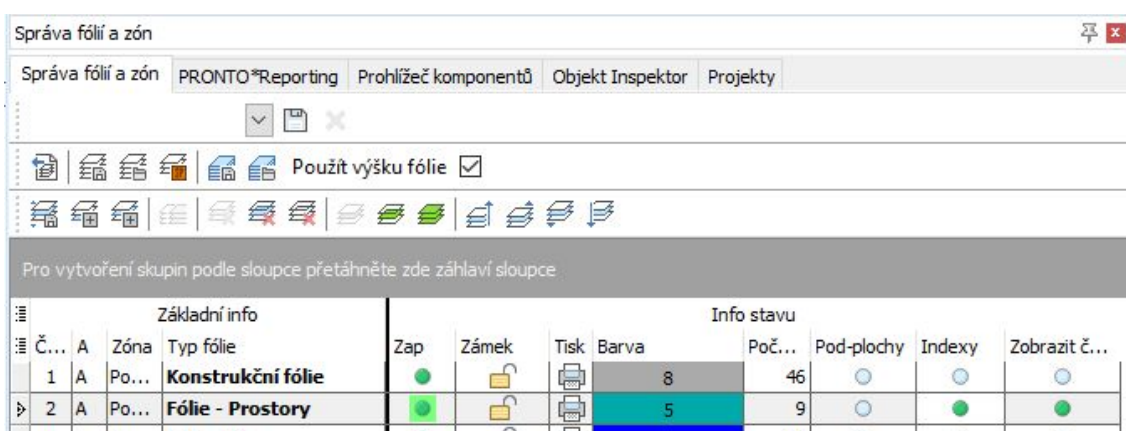 Správa fólií a zón
Správa fólií a zón PRONTO*Reporting Prohlížeč komponentů Objekt Inspektor Projekty
Použít výšku fólie
Pro vytvoření skupin podle sloupce přetáhněte zde záhlaví sloupce
Základní info Info stavu
Č... A Zóna Typ fólie Zap Zámek Tisk Barva Poč... Pod-plochy Indexy Zobrazit č...
1 A Po... Konstrukční fólie 8 46
2 A Po... Fólie - Prostory 5 9